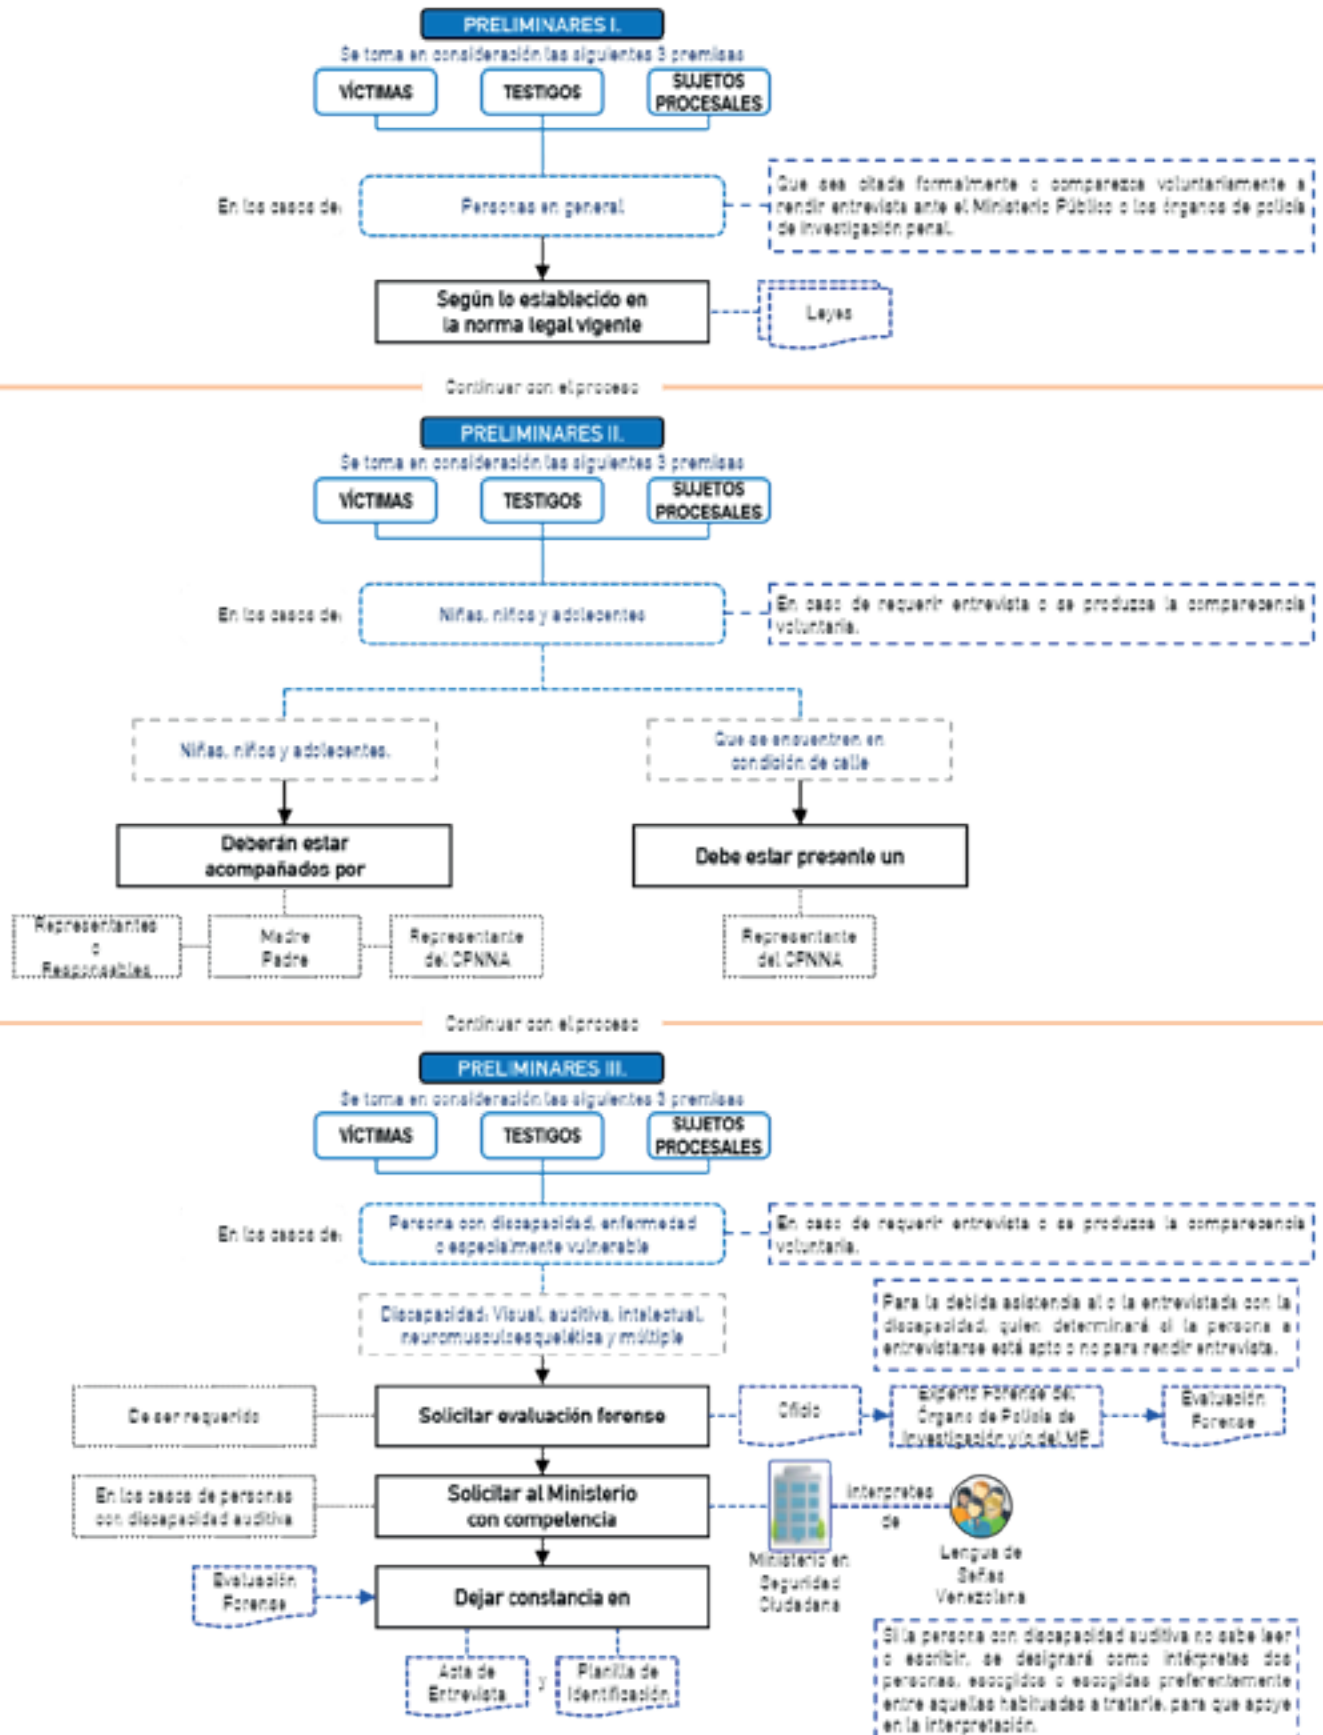 PRELIMINARES I.
Se toma en consideración las siguientes 3 premisas
VÍCTIMAS
TESTIGOS
SUJETOS
PROCESALES
En los casos de:
Personas en general
Que sea citada formalmente o comparezca voluntariamente a
rendir entrevista ante el Ministerio Público o los órganos de policía
de investigación penal.
Según lo establecido en
la norma legal vigente
Leyes
Continuar con el proceso
PRELIMINARES II.
Se toma en consideración las siguientes 3 premisas
VÍCTIMAS
TESTIGOS
SUJETOS
PROCESALES
En los casos de:
Niñas, niños y adolecentes
En caso de requerir entrevista o se produzca la comparecencia
voluntaria.
Niñas, niños y adolecentes.
Que se encuentren en
condición de calle
Deberán estar
acompañados por
Debe estar presente un
Representantes
o
Responsables
Madre
Padre
Representante
del CPNNA
Representante
del CPNNA
Continuar con el proceso
PRELIMINARES III.
Se toma en consideración las siguientes 3 premisas
VÍCTIMAS
TESTIGOS
SUJETOS
PROCESALES
En los casos de:
Persona con discapacidad, enfermedad
o especialmente vulnerable
En caso de requerir entrevista o se produzca la comparecencia
voluntaria.
Discapacidad: Visual, auditiva, intelectual,
neuromusculoesquelética y múltiple
Para la debida asistencia al o la entrevistada con la
discapacidad, quien determinará si la persona a
entrevistarse está apto o no para rendir entrevista.
De ser requerido
Solicitar evaluación forense
Oficio
Experto Forense del
Órgano de Policía de
Investigación y/o del MP
Evaluación
Forense
En los casos de personas
con discapacidad auditiva
Solicitar al Ministerio
con competencia
interpretes
de
Ministerio en
Seguridad
Ciudadana
Lengua de
Señas
Venezolana
Evaluación
Forense
Dejar constancia en
Acta de
Entrevista
y
Planilla de
Identificación
Si la persona con discapacidad auditiva no sabe leer
o escribir, se designará como intérpretes dos
personas, escogidos o escogidas preferentemente
entre aquellas habituadas a tratarle, para que apoye
en la interpretación.